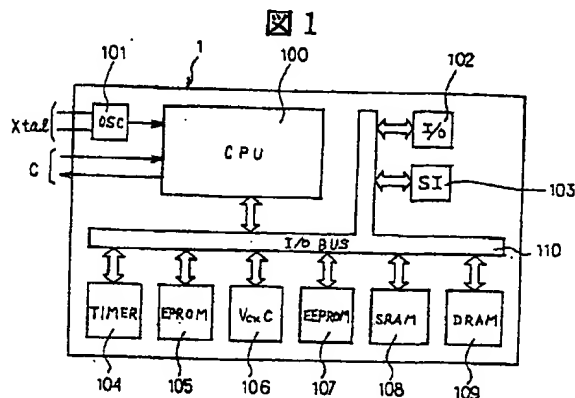 図1
101
1
100
102
Xtal
OSC
CPU
I/O
C
SI
103
I/O BUS
110
TIMER
EPROM
VcxC
EEPROM
SRAM
DRAM
104
105
106
107
108
109